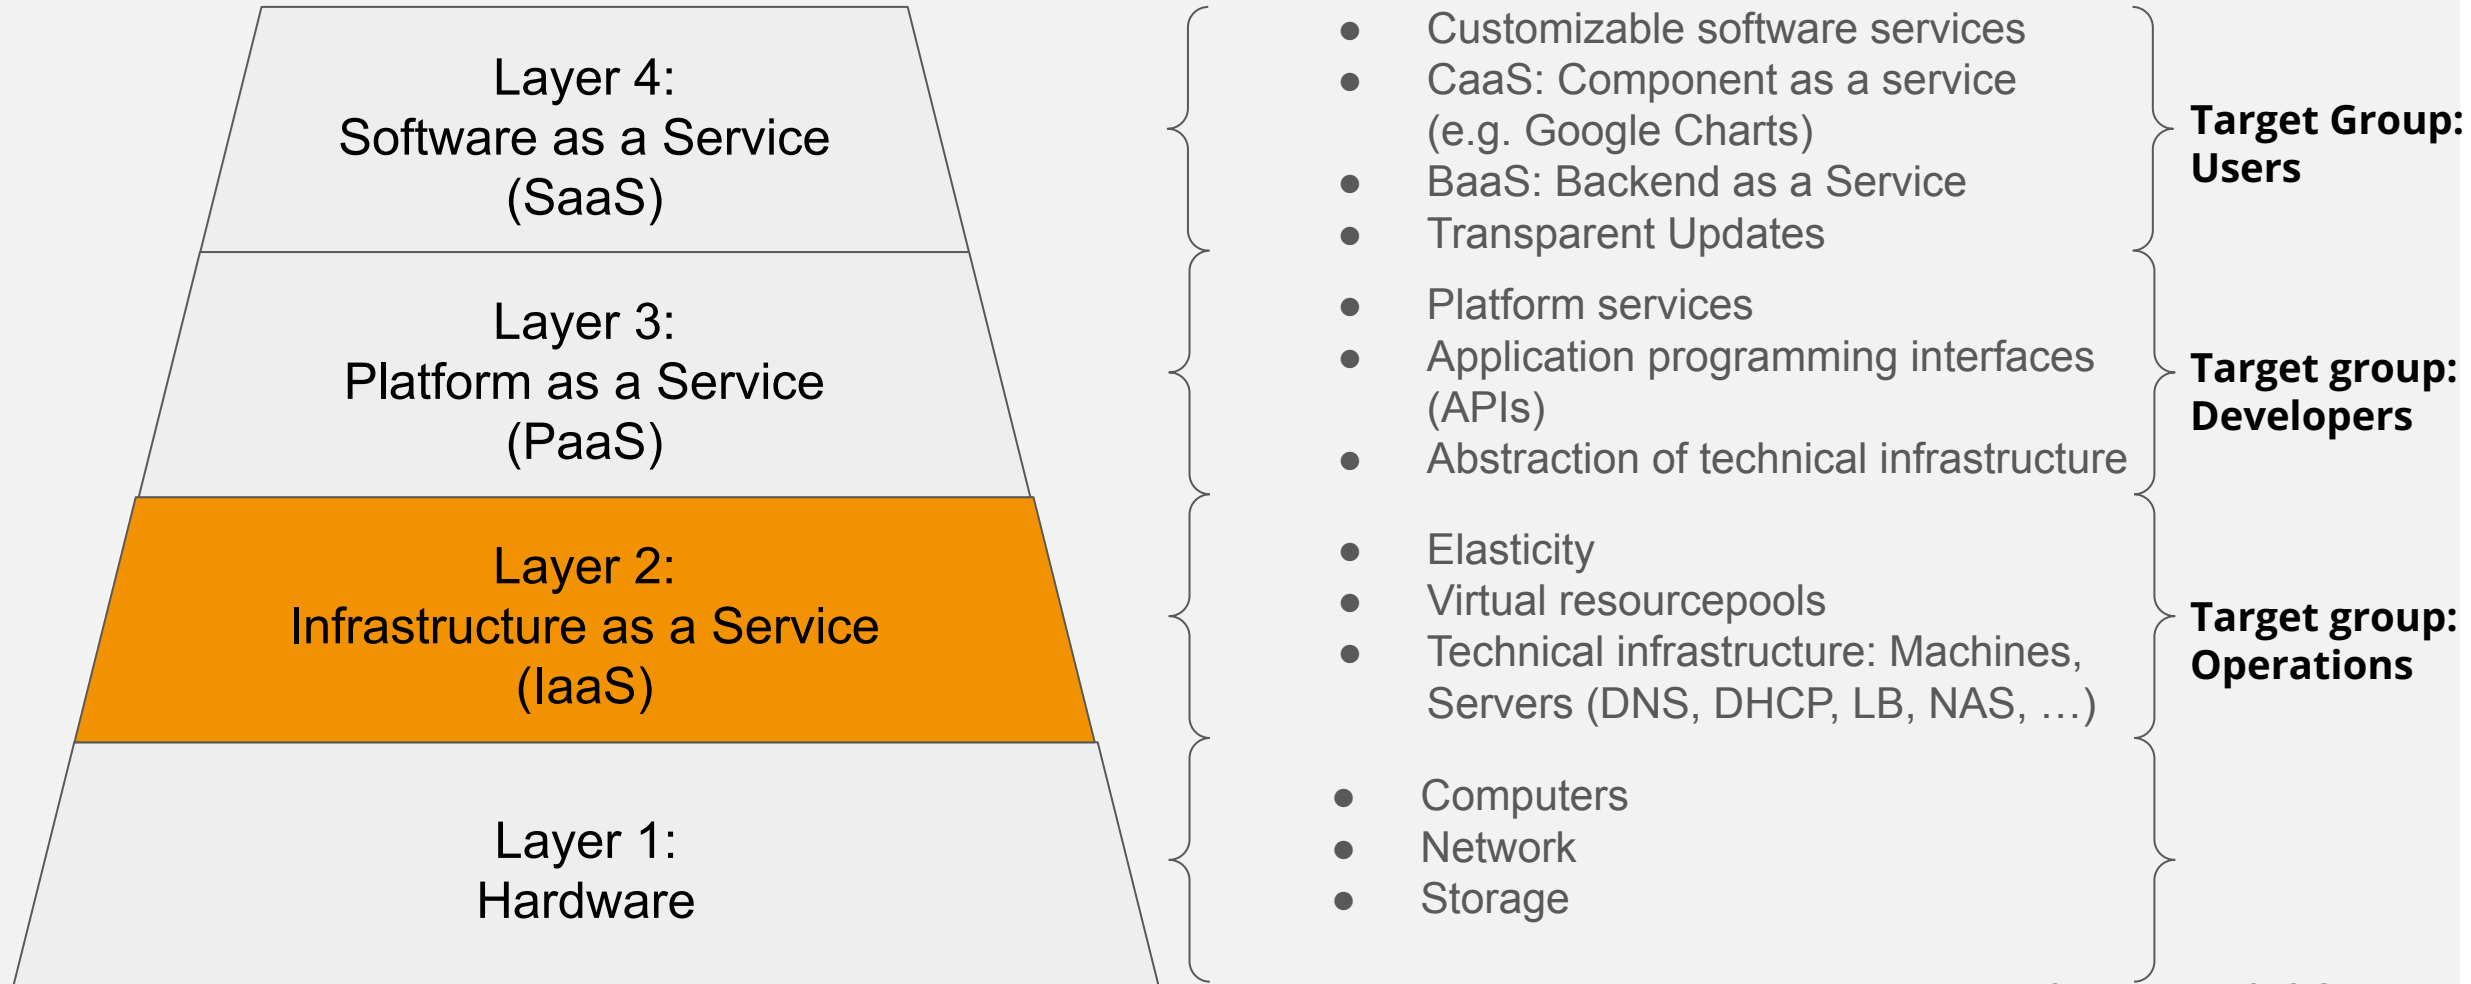 Layer 4:
Software as a Service
(SaaS)
● Customizable software services
● CaaS: Component as a service
(e.g. Google Charts)
● BaaS: Backend as a Service
● Transparent Updates
Target Group:
Users
Layer 3:
Platform as a Service
(PaaS)
● Platform services
● Application programming interfaces
(APIs)
● Abstraction of technical infrastructure
Target group:
Developers
Layer 2:
Infrastructure as a Service
(IaaS)
● Elasticity
● Virtual resourcepools
● Technical infrastructure: Machines,
Servers (DNS, DHCP, LB, NAS, …)
Target group:
Operations
Layer 1:
Hardware
● Computers
● Network
● Storage